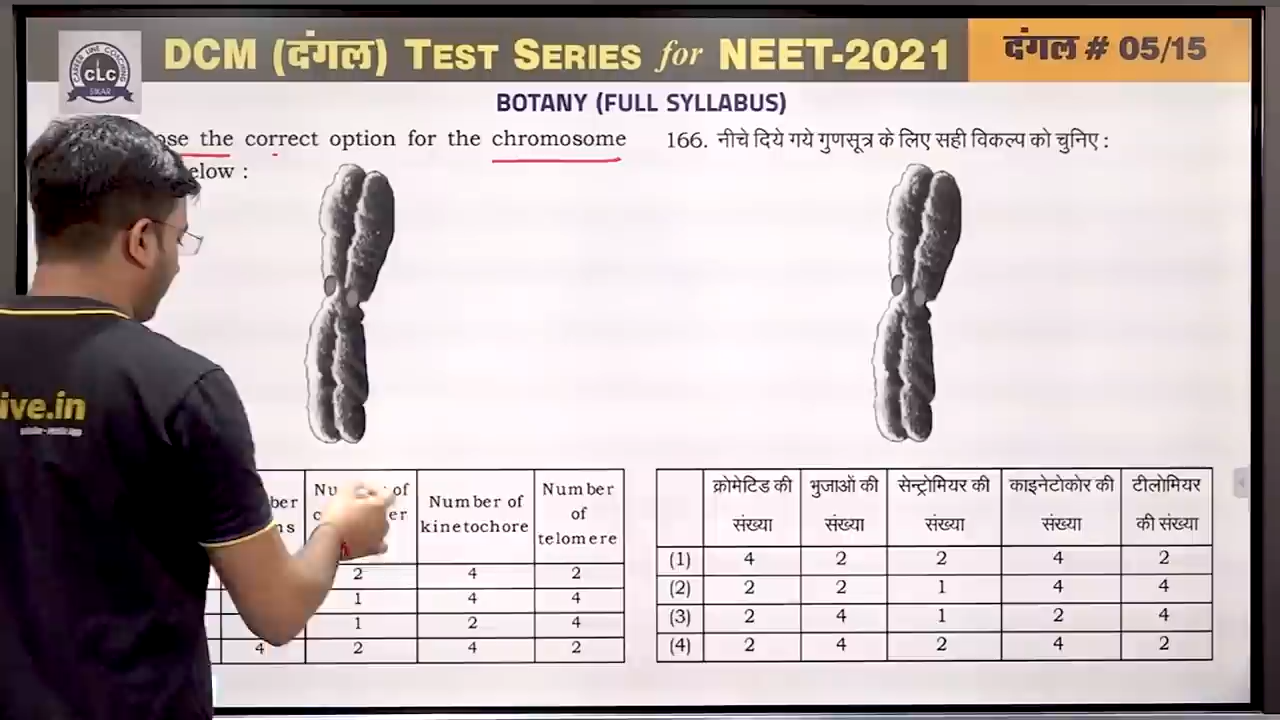 DCM (दंगल) TEST SERIES for NEET-2021
दंगल # 05/15
CAREER LINE COACHING
CLC
SIKAR
BOTANY (FULL SYLLABUS)
the correct option for the chromosome
166. नीचे दिये गये गुणसूत्र के लिए सही विकल्प को चुनिए :
ive.in
Number of kinetochore
Number of telomere
2 4 2
1 4 4
1 2 4
4 2 4 2
क्रोमेटिड की संख्या
भुजाओं की संख्या
सेन्ट्रोमियर की संख्या
काइनेटोकोर की संख्या
टीलोमियर की संख्या
(1) 4 2 2 4 2
(2) 2 2 1 4 4
(3) 2 4 1 2 4
(4) 2 4 2 4 2